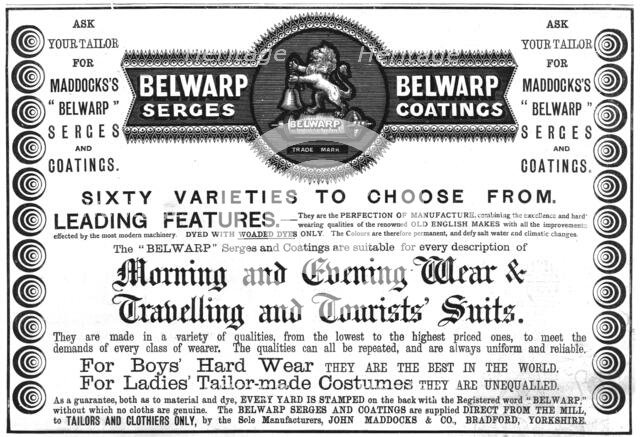 ASK
YOUR TAILOR
FOR
MADDOCKS'S
"BELWARP"
SERGES
AND
COATINGS.
BELWARP
SERGES
BELWARP
TRADE MARK
BELWARP
COATINGS
ASK
YOUR TAILOR
FOR
MADDOCKS'S
"BELWARP"
SERGES
AND
COATINGS.
Heritage
Heritage
SIXTY VARIETIES TO CHOOSE FROM.
LEADING FEATURES.—They are the PERFECTION OF MANUFACTURE, combining the excellence and hard
wearing qualities of the renowned OLD ENGLISH MAKES with all the improvements
effected by the most modern machinery. DYED WITH WOADED DYES ONLY. The Colours are therefore permanent, and defy salt water and climatic changes.
The "BELWARP" Serges and Coatings are suitable for every description of
Morning and Evening Wear &
Travelling and Tourists' Suits.
They are made in a variety of qualities, from the lowest to the highest priced ones, to meet the
demands of every class of wearer. The qualities can all be repeated, and are always uniform and reliable.
For Boys' Hard Wear THEY ARE THE BEST IN THE WORLD.
For Ladies' Tailor-made Costumes THEY ARE UNEQUALLED.
As a guarantee, both as to material and dye, EVERY YARD IS STAMPED on the back with the Registered word "BELWARP,"
without which no cloths are genuine. The BELWARP SERGES AND COATINGS are supplied DIRECT FROM THE MILL,
to TAILORS AND CLOTHIERS ONLY, by the Sole Manufacturers, JOHN MADDOCKS & CO., BRADFORD, YORKSHIRE.